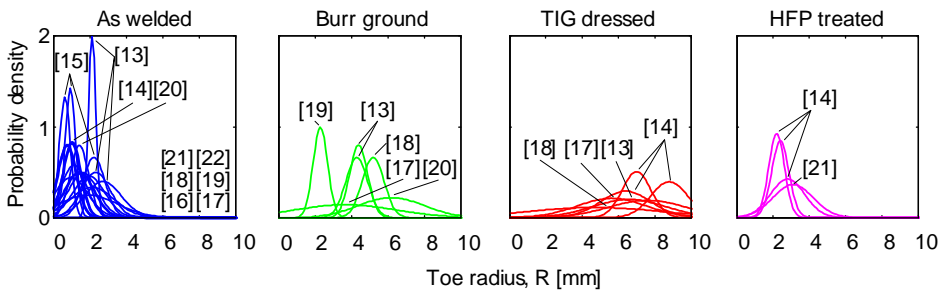 As welded
Burr ground
TIG dressed
HFP treated
Probability density
2
1
0
[15]
[13]
[14][20]
[21] [22]
[18] [19]
[16] [17]
[19]
[13]
[18]
[17][20]
[14]
[18] [17][13]
[14]
[21]
0 2 4 6 8 10
0 2 4 6 8 10
0 2 4 6 8 10
0 2 4 6 8 10
Toe radius, R [mm]